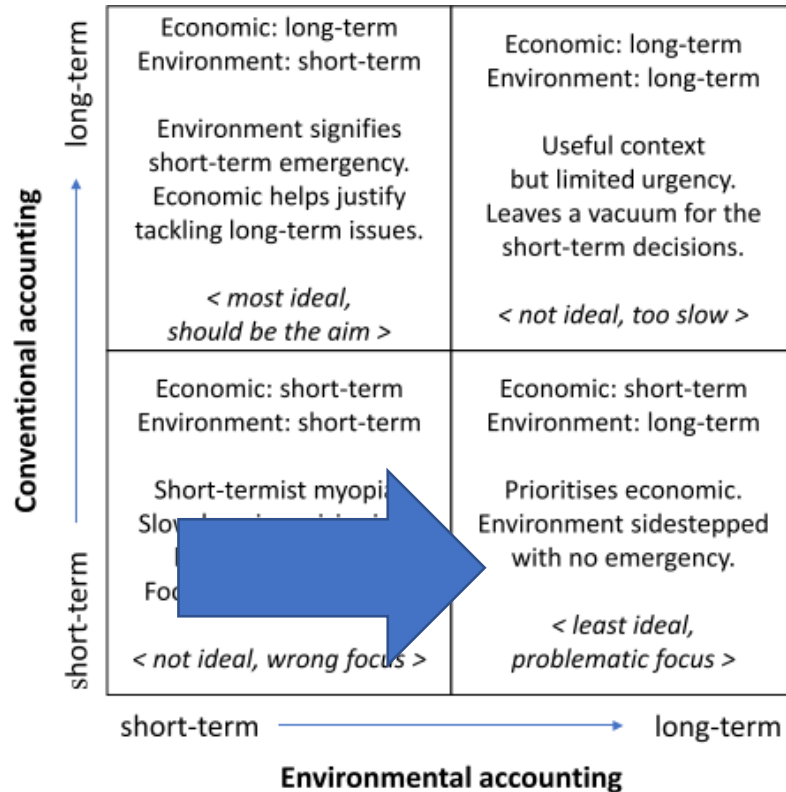 Economic: long-term
Environment: short-term
Environment signifies
short-term emergency.
Economic helps justify
tackling long-term issues.
< most ideal,
should be the aim >
Economic: long-term
Environment: long-term
Useful context
but limited urgency.
Leaves a vacuum for the
short-term decisions.
< not ideal, too slow >
Economic: short-term
Environment: short-term
Short-termist
< not ideal, wrong focus >
Economic: short-term
Environment: long-term
Prioritises economic.
Environment sidestepped
with no emergency.
< least ideal,
problematic focus >
Conventional accounting
long-term
short-term
short-term
long-term
Environmental accounting